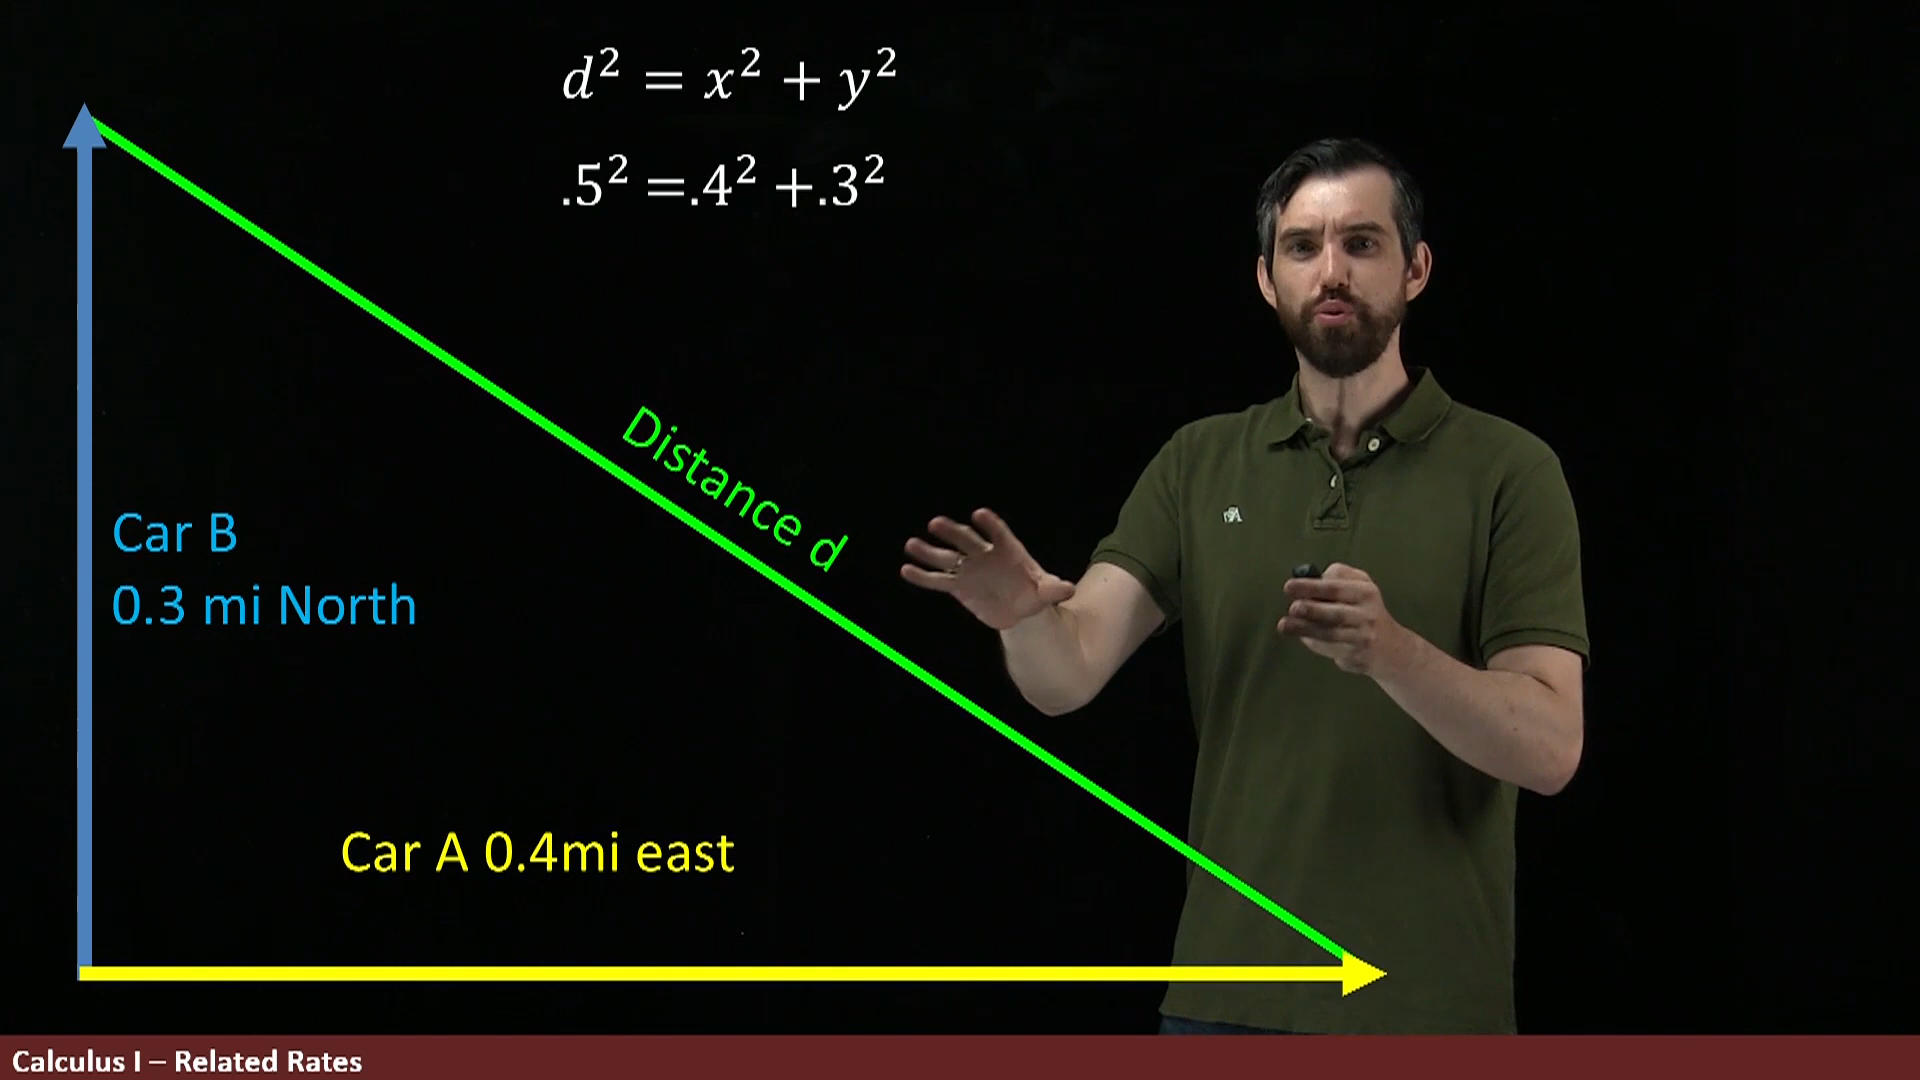 d² = x² + y²
.5² =.4² +.3²
Distance d
Car B
0.3 mi North
Car A 0.4mi east
Calculus I – Related Rates